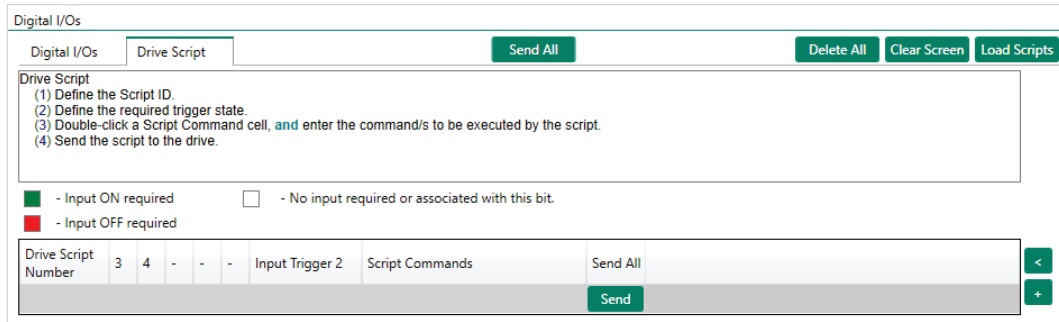 Digital I/Os
Digital I/Os Drive Script Send All Delete All Clear Screen Load Scripts
Drive Script
(1) Define the Script ID.
(2) Define the required trigger state.
(3) Double-click a Script Command cell, and enter the command/s to be executed by the script.
(4) Send the script to the drive.
- Input ON required - No input required or associated with this bit.
- Input OFF required
Drive Script Number 3 4 - - - Input Trigger 2 Script Commands Send All <
Send +